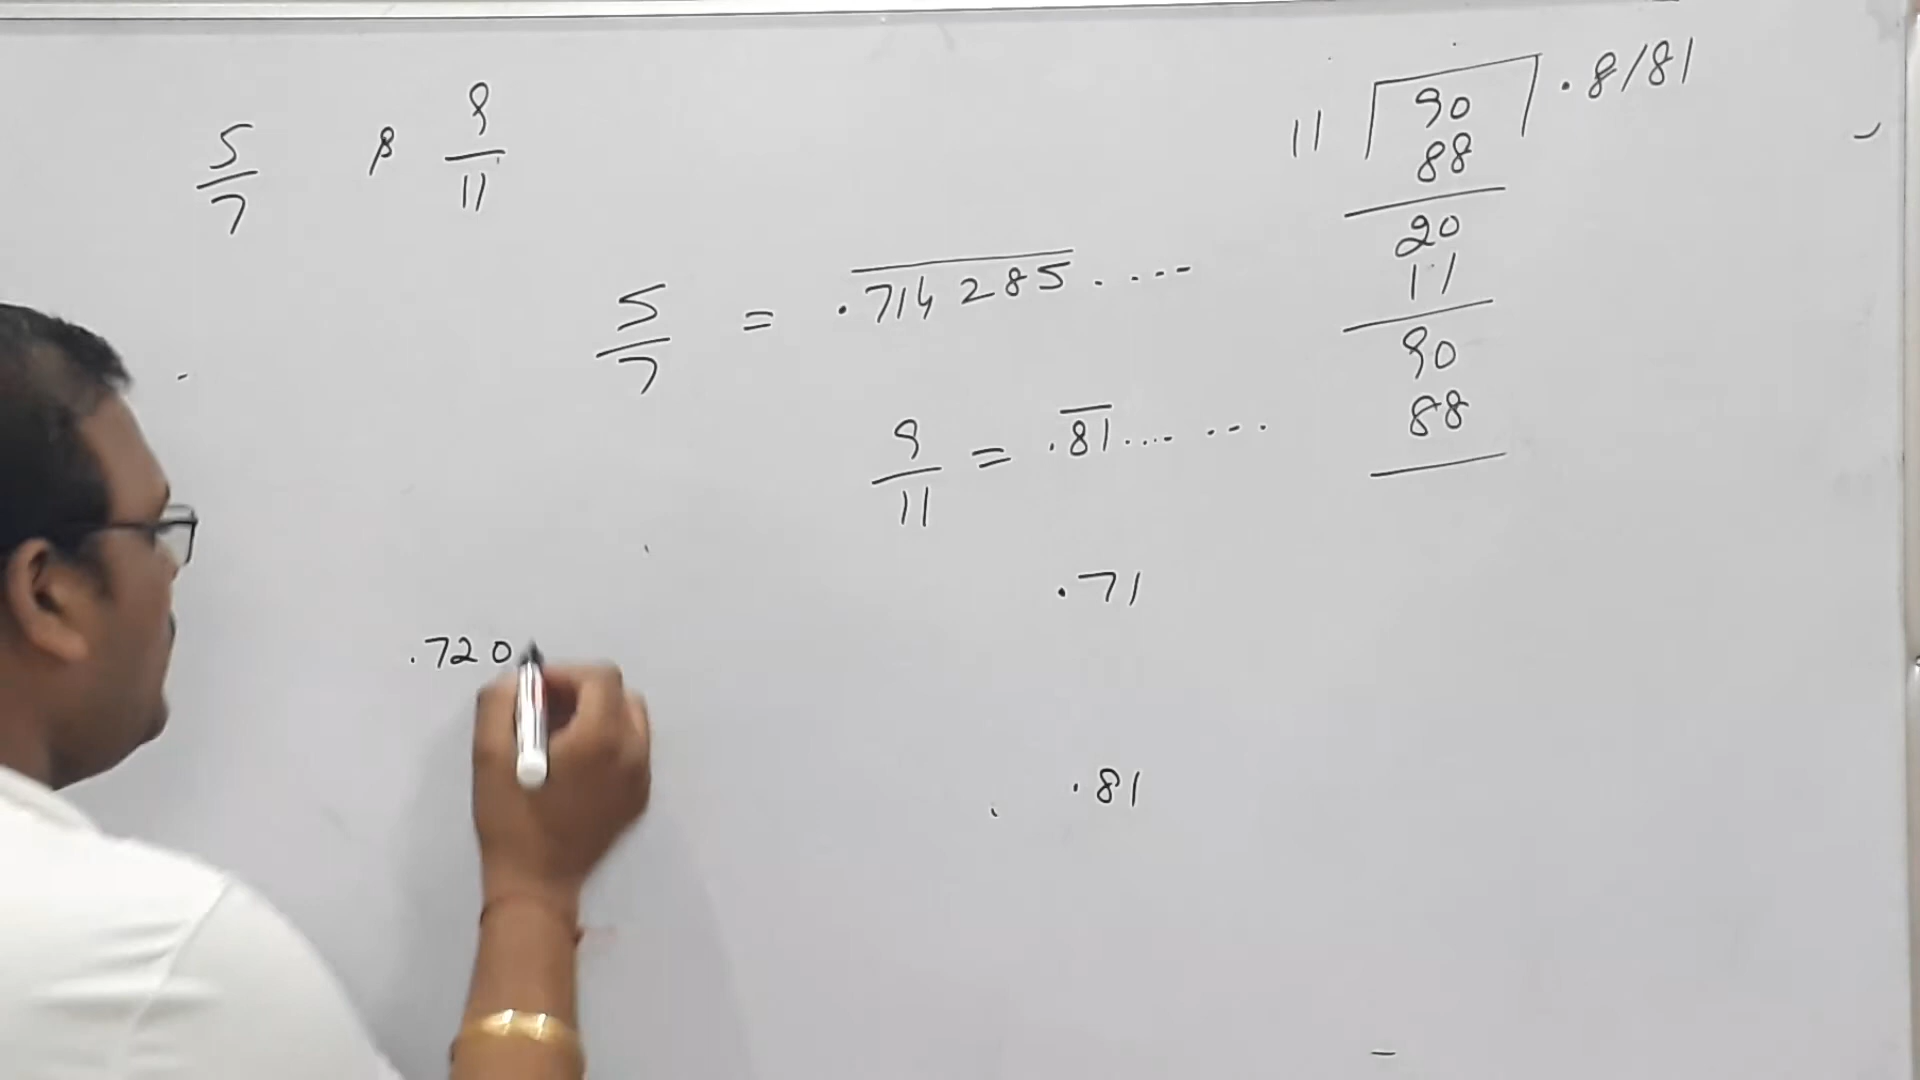 5/7 & 9/11
5/7 = .714285.....
9/11 = .81.... ...
.71
.720
.81
11 90 .8181
88
20
11
90
88